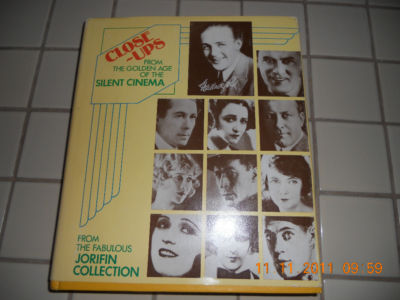 CLOSE
-UPS
FROM
THE GOLDEN AGE
OF THE
SILENT CINEMA
FROM
THE FABULOUS
JORIFIN
COLLECTION
11 11 2011 09:59